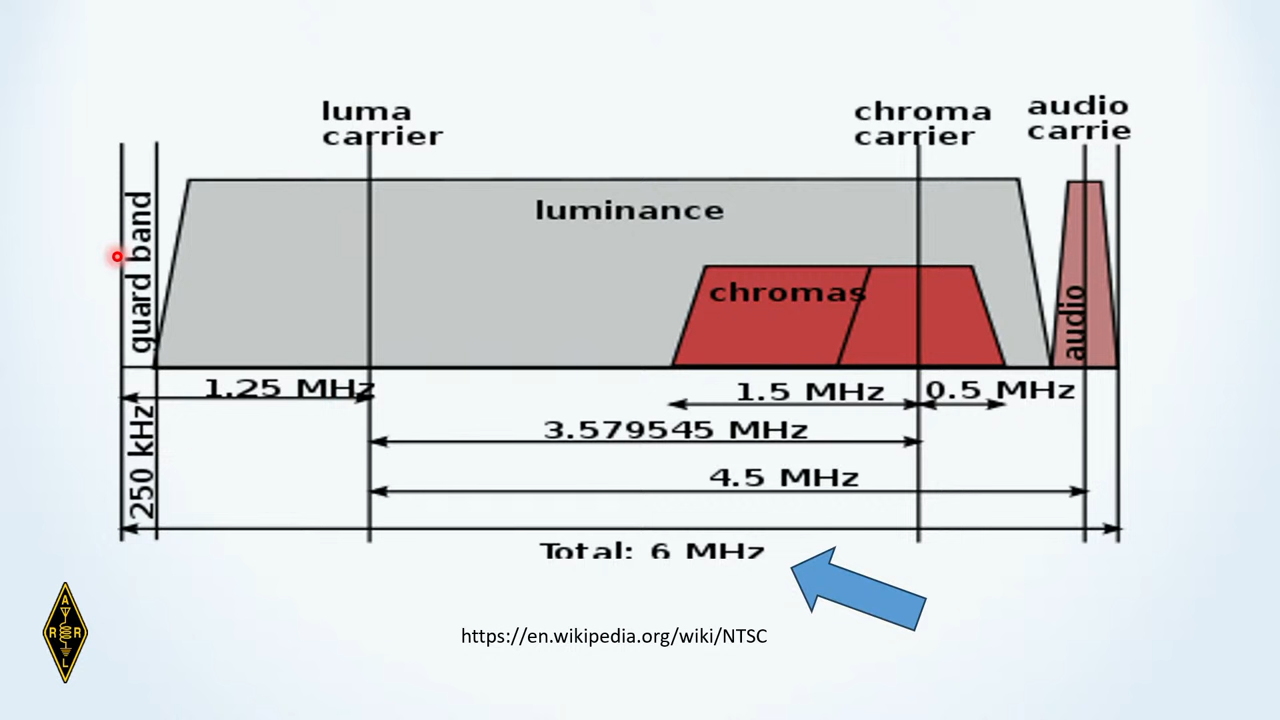 luma
carrier
chroma
carrier
audio
carrie
guard band
luminance
chromas
audio
1.25 MHz
1.5 MHz
0.5 MHz
250 kHz
3.579545 MHz
4.5 MHz
Total: 6 MHz
https://en.wikipedia.org/wiki/NTSC
A
R R
L